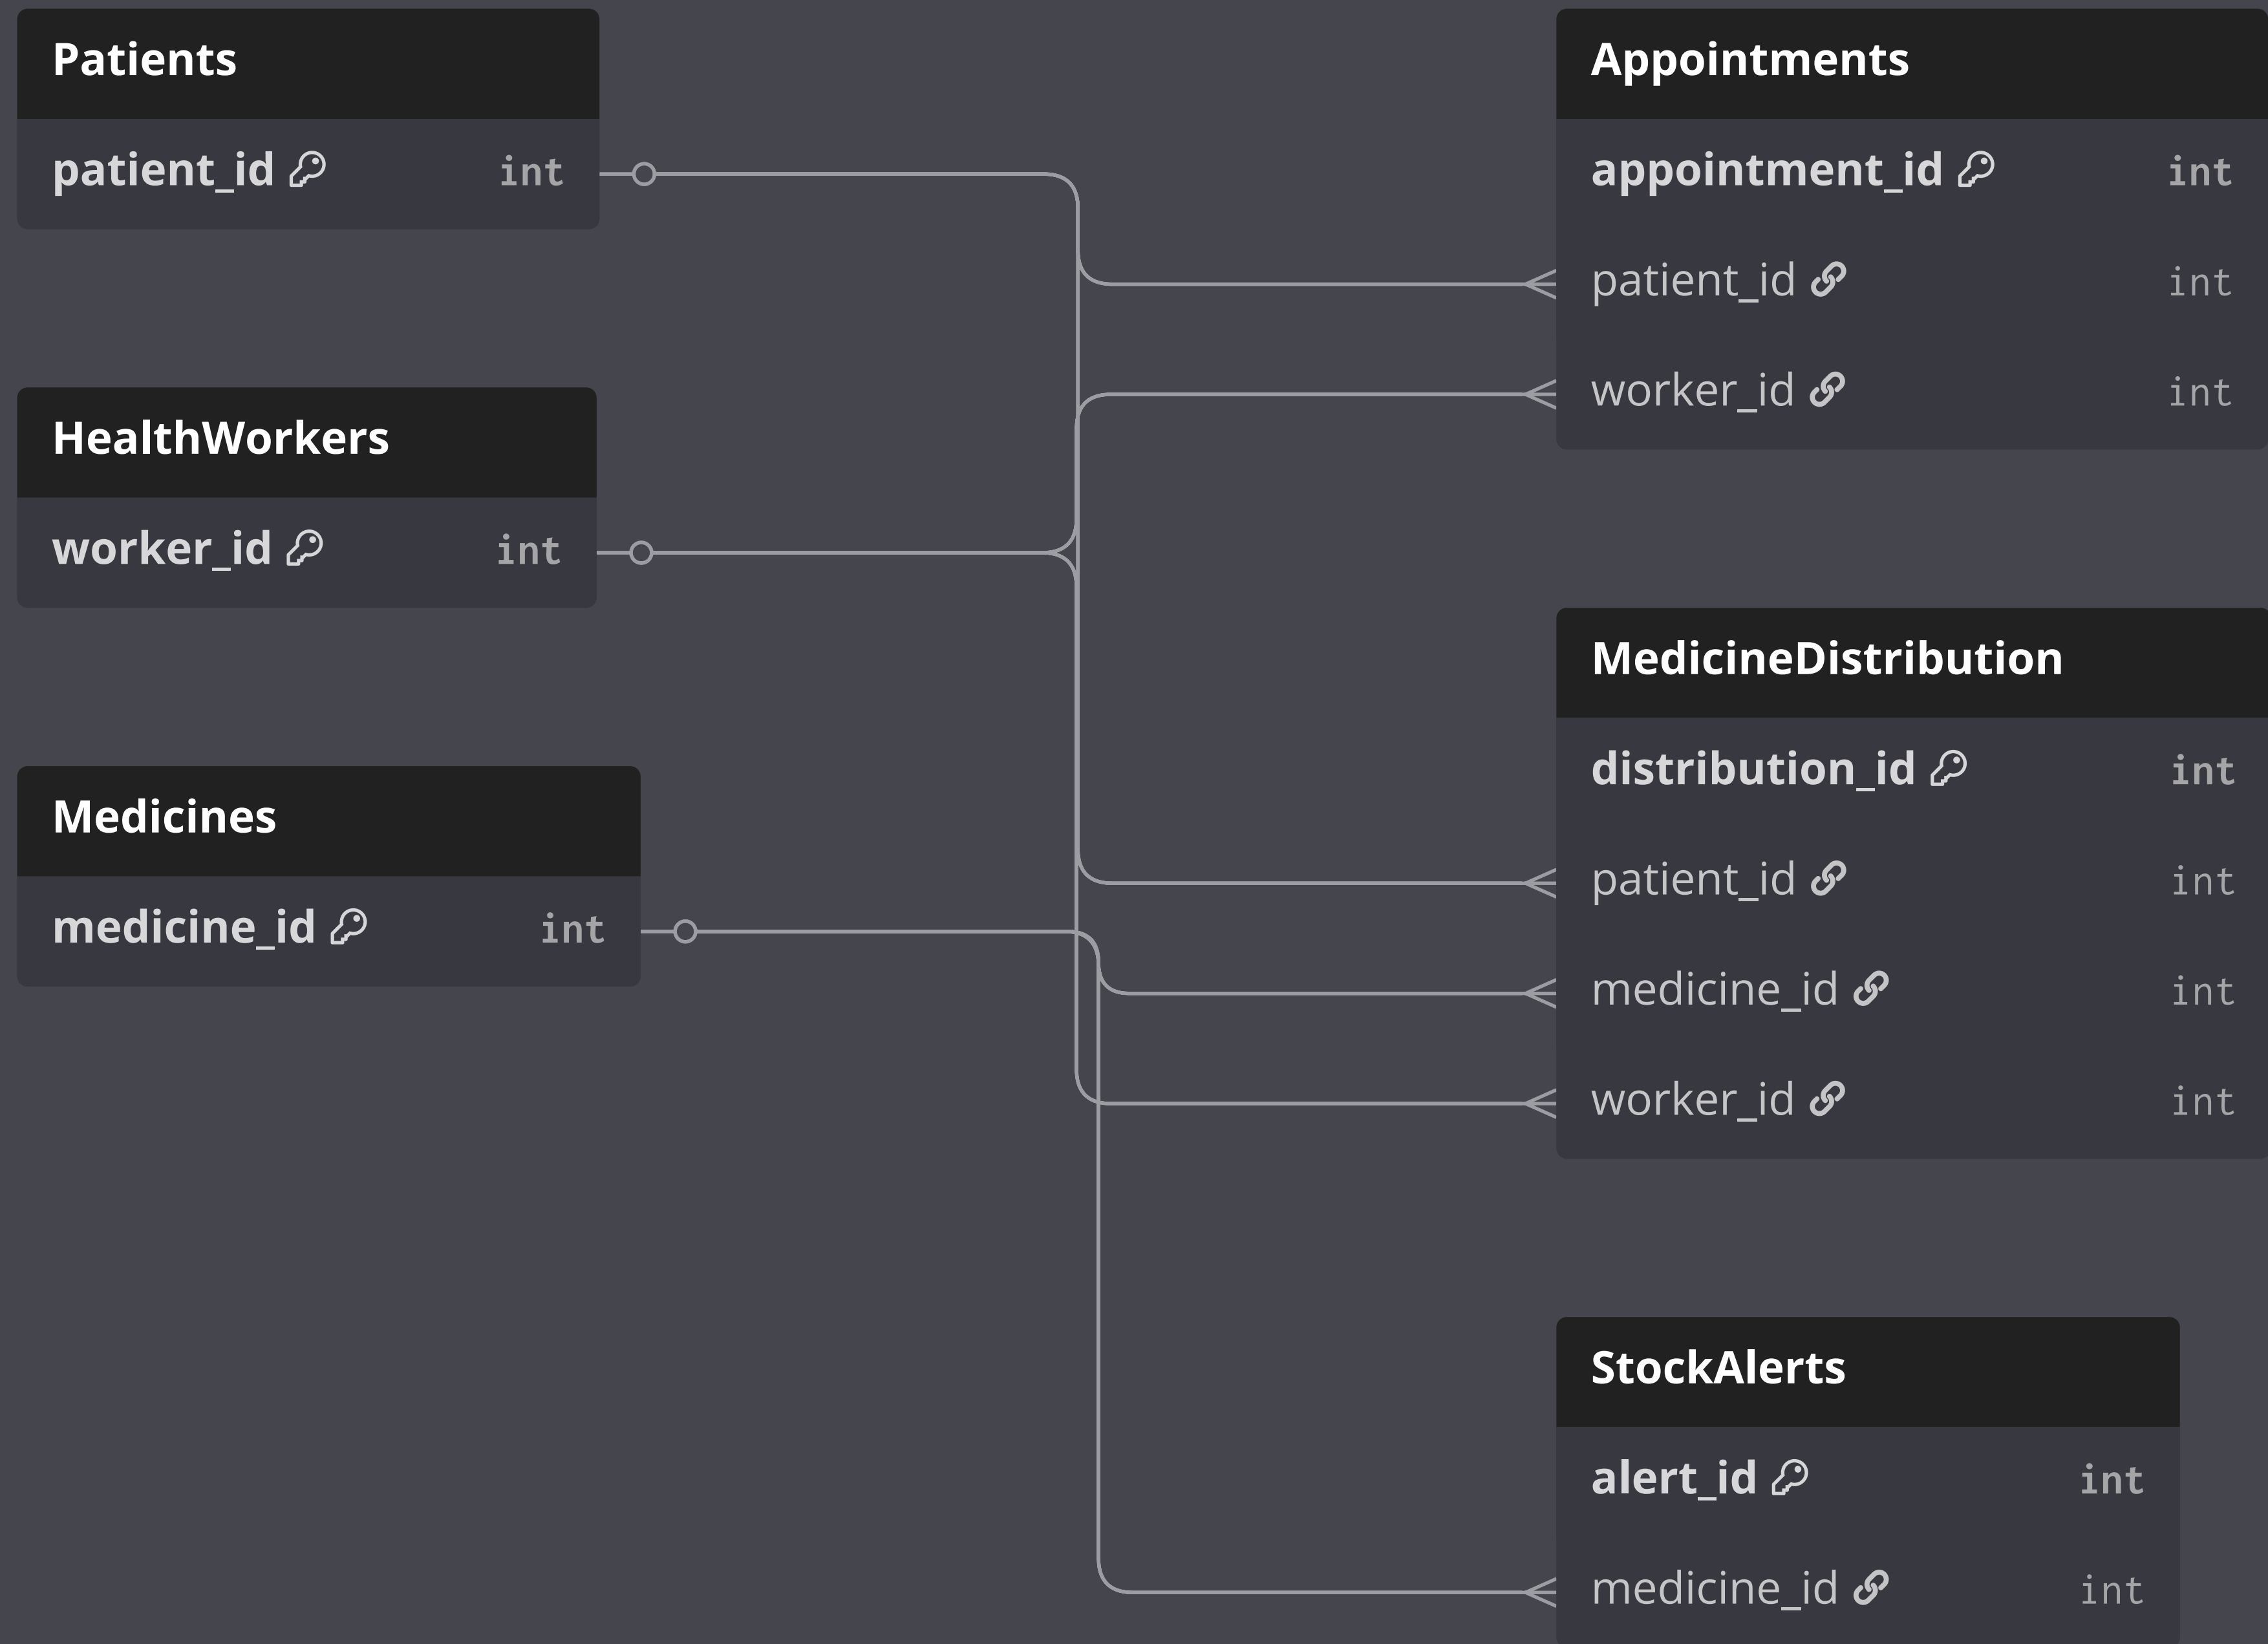 Patients
patient_id int
HealthWorkers
worker_id int
Medicines
medicine_id int
Appointments
appointment_id int
patient_id int
worker_id int
MedicineDistribution
distribution_id int
patient_id int
medicine_id int
worker_id int
StockAlerts
alert_id int
medicine_id int